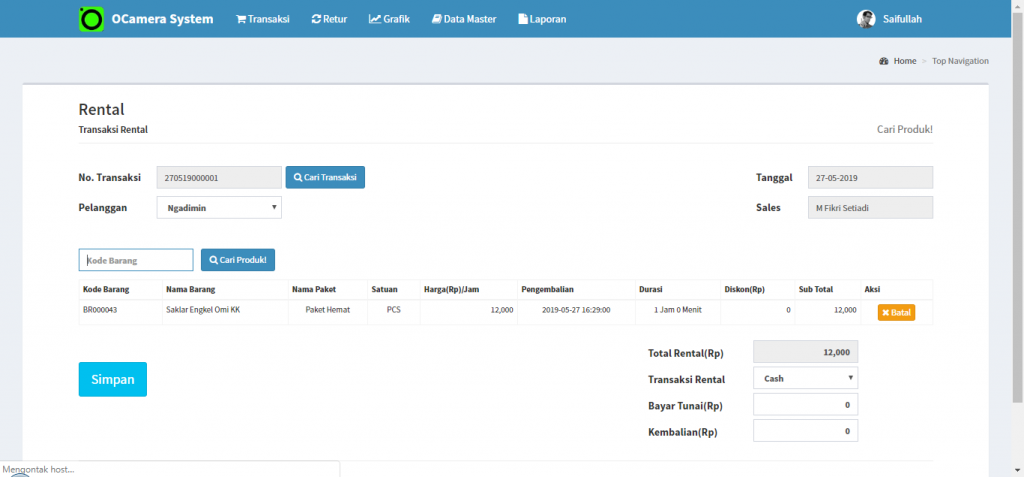 OCamera System Transaksi Retur Grafik Data Master Laporan Saifullah
Home > Top Navigation
Rental
Transaksi Rental Cari Produk!
No. Transaksi 270519000001 Cari Transaksi Tanggal 27-05-2019
Pelanggan Ngadimin Sales M Fikri Setiadi
Kode Barang Cari Produk!
Kode Barang Nama Barang Nama Paket Satuan Harga(Rp)/Jam Pengembalian Durasi Diskon(Rp) Sub Total Aksi
BR000043 Saklar Engkel Omi KK Paket Hemat PCS 12,000 2019-05-27 16:29:00 1 Jam 0 Menit 0 12,000 Batal
Total Rental(Rp) 12,000
Simpan Transaksi Rental Cash
Bayar Tunai(Rp) 0
Kembalian(Rp) 0
Mengontak host...